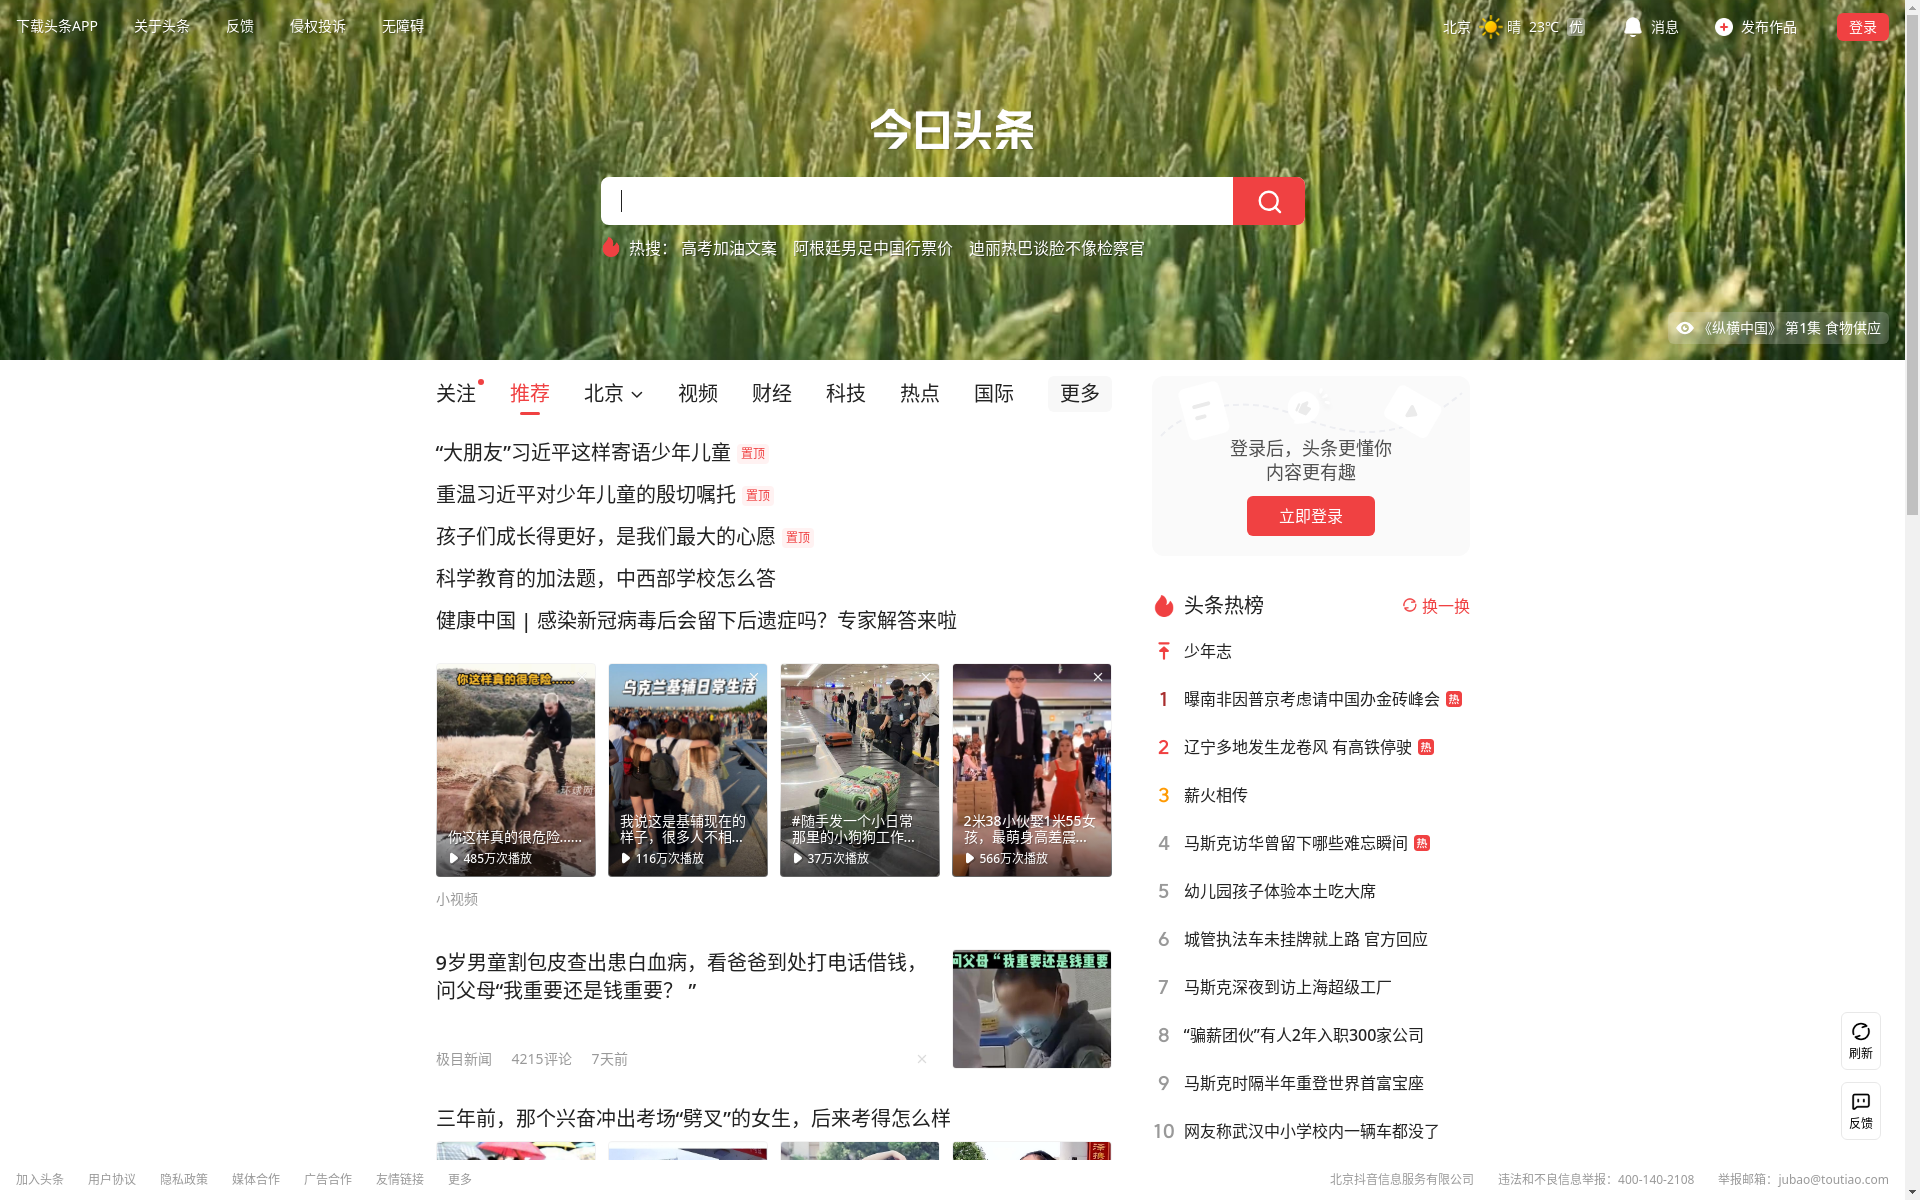 下载头条APP 关于头条 反馈 侵权投诉 无障碍 北京 晴 23℃ 优 消息 发布作品 登录
今日头条
热搜： 高考加油文案 阿根廷男足中国行票价 迪丽热巴谈脸不像检察官
《纵横中国》 第1集 食物供应
关注 推荐 北京 视频 财经 科技 热点 国际 更多
“大朋友”习近平这样寄语少年儿童 置顶
重温习近平对少年儿童的殷切嘱托 置顶
孩子们成长得更好，是我们最大的心愿 置顶
科学教育的加法题，中西部学校怎么答
健康中国 | 感染新冠病毒后会留下后遗症吗？专家解答来啦
你这样真的很危险......
环球网
你这样真的很危险......
485万次播放
乌克兰基辅日常生活
我说这是基辅现在的
样子，很多人不相...
116万次播放
#随手发一个小日常
那里的小狗狗工作...
37万次播放
2米38小伙娶1米55女
孩，最萌身高差震...
566万次播放
小视频
9岁男童割包皮查出患白血病，看爸爸到处打电话借钱，
问父母“我重要还是钱重要？ ”
极目新闻 4215评论 7天前
问父母“我重要还是钱重要
三年前，那个兴奋冲出考场“劈叉”的女生，后来考得怎么样
登录后，头条更懂你
内容更有趣
立即登录
头条热榜 换一换
少年志
1 曝南非因普京考虑请中国办金砖峰会 热
2 辽宁多地发生龙卷风 有高铁停驶 热
3 薪火相传
4 马斯克访华曾留下哪些难忘瞬间 热
5 幼儿园孩子体验本土吃大席
6 城管执法车未挂牌就上路 官方回应
7 马斯克深夜到访上海超级工厂
8 “骗薪团伙”有人2年入职300家公司
9 马斯克时隔半年重登世界首富宝座
10 网友称武汉中小学校内一辆车都没了
刷新
反馈
加入头条 用户协议 隐私政策 媒体合作 广告合作 友情链接 更多 北京抖音信息服务有限公司 违法和不良信息举报：400-140-2108 举报邮箱：jubao@toutiao.com